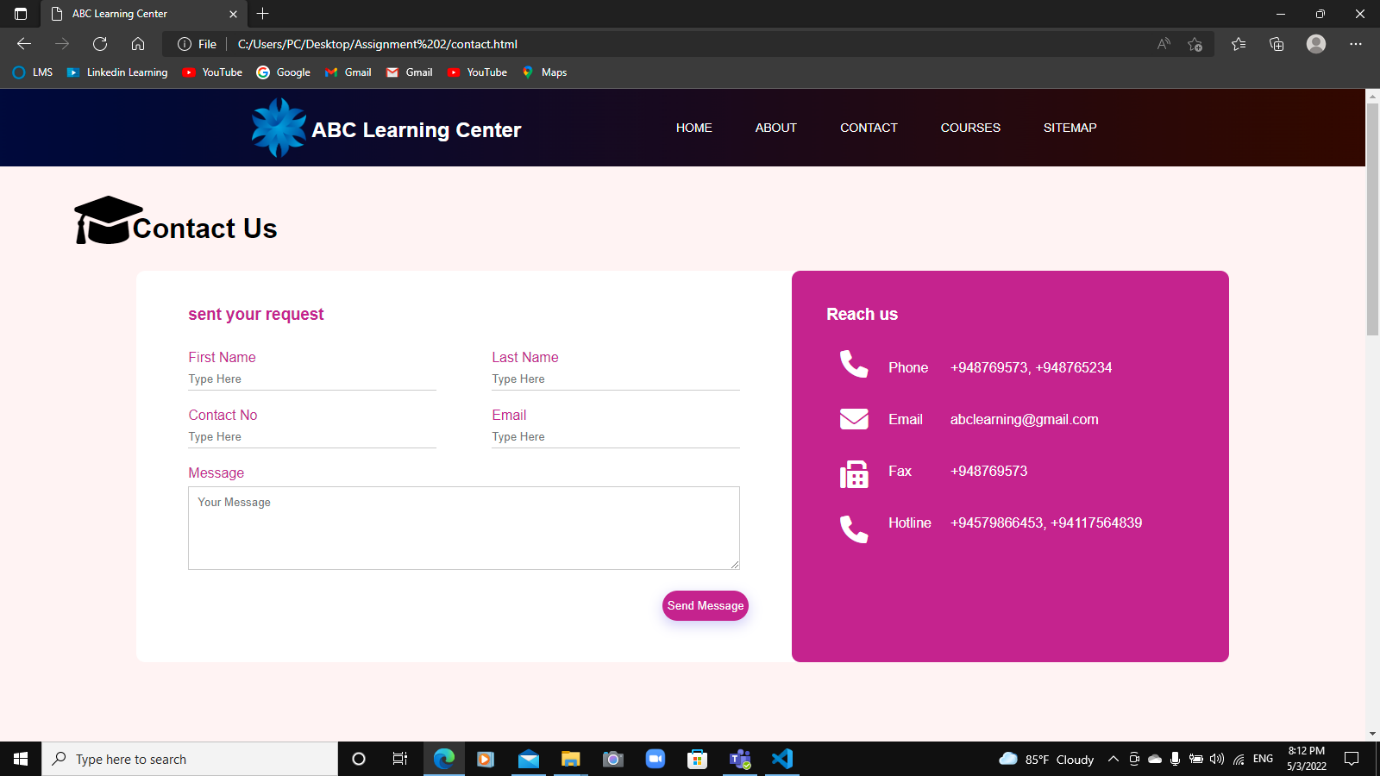 ABC Learning Center
File C:/Users/PC/Desktop/Assignment%202/contact.html
LMS Linkedin Learning YouTube Google Gmail Gmail YouTube Maps
ABC Learning Center HOME ABOUT CONTACT COURSES SITEMAP
Contact Us
sent your request
First Name Last Name
Type Here Type Here
Contact No Email
Type Here Type Here
Message
Your Message
Send Message
Reach us
Phone +948769573, +948765234
Email abclearning@gmail.com
Fax +948769573
Hotline +94579866453, +94117564839
Type here to search
85°F Cloudy ENG
8:12 PM
5/3/2022